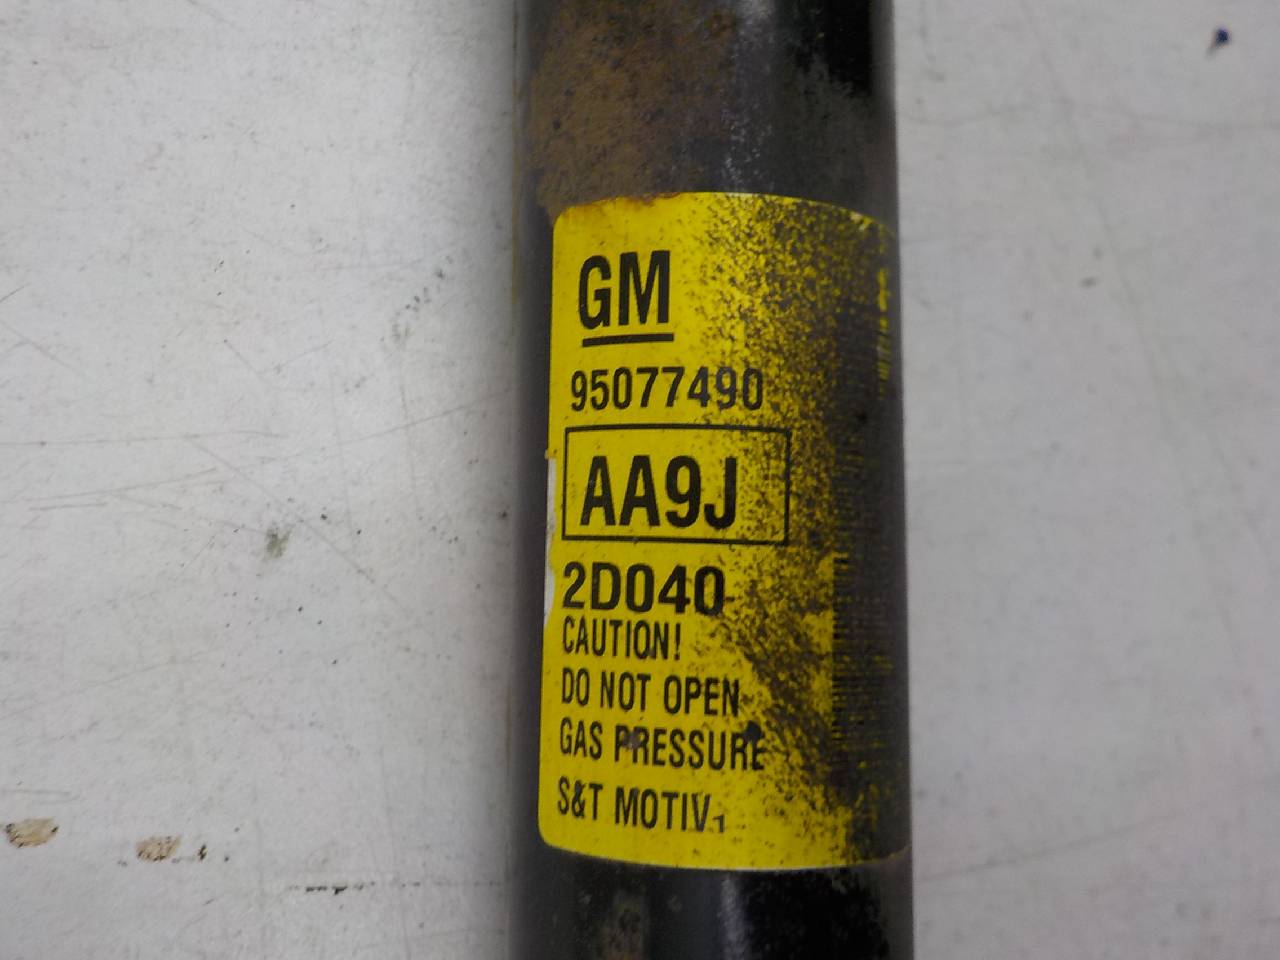 GM
95077490
AA9J
2D040
CAUTION!
DO NOT OPEN
GAS PRESSURE
S&T MOTIV